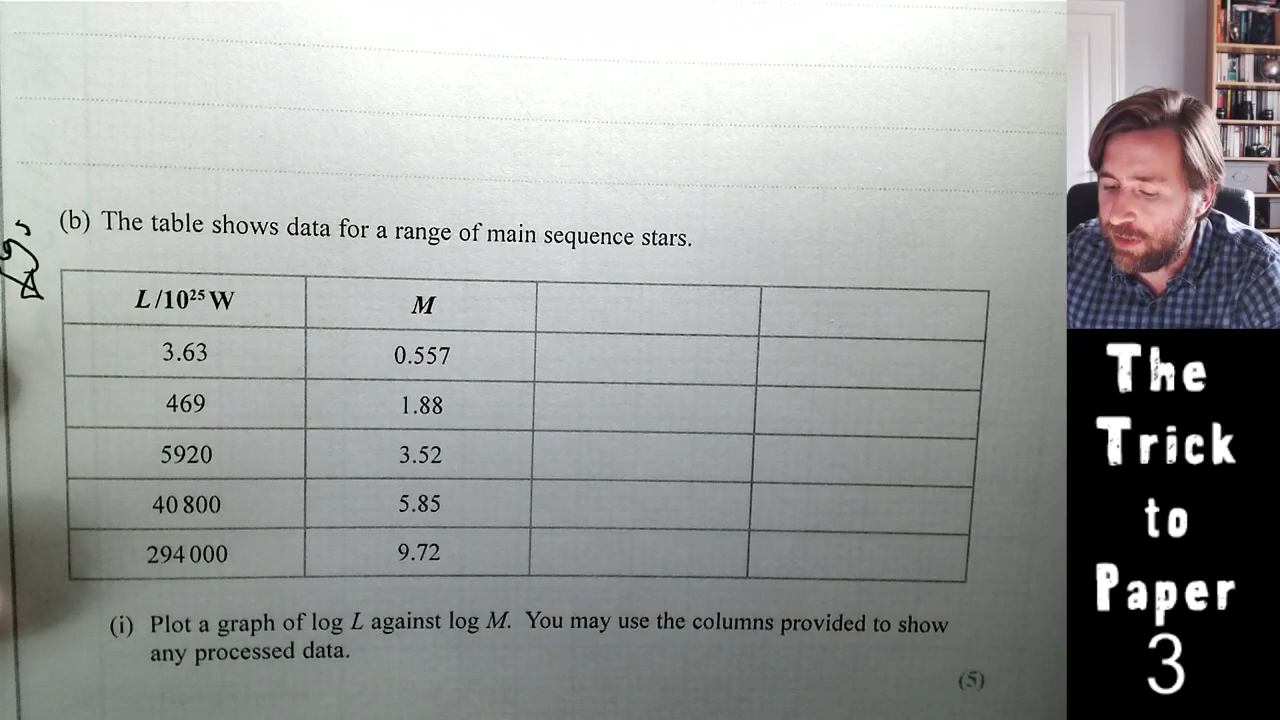 (b) The table shows data for a range of main sequence stars.
L/10²⁵ W M
3.63 0.557
469 1.88
5920 3.52
40 800 5.85
294 000 9.72
(i) Plot a graph of log L against log M. You may use the columns provided to show
any processed data.
(5)
The
Trick
to
Paper
3